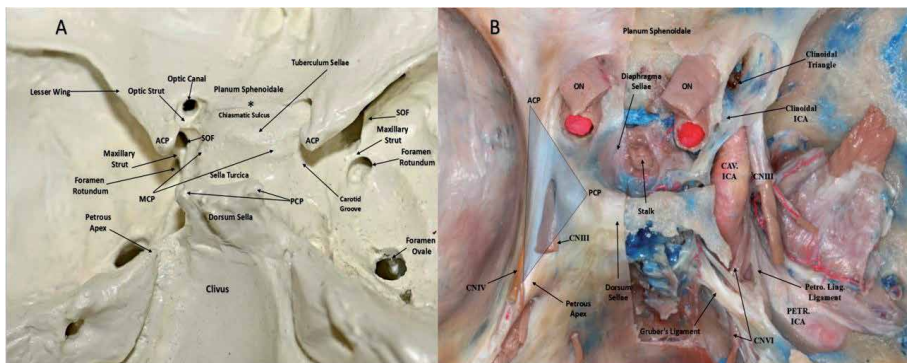 A
Optic Canal
Planum Sphenoidale
Tuberculum Sellae
Lesser Wing
Optic Strut
*
Chiasmatic Sulcus
SOF
ACP
SOF
ACP
Maxillary
Strut
Maxillary
Strut
Foramen
Rotundum
Foramen
Rotundum
Sella Turcica
MCP
PCP
Carotid
Groove
Petrous
Apex
Dorsum Sella
Foramen
Ovale
Clivus
B
Planum Sphenoidale
Clinoidal
Triangle
Diaphragma
Sellae
ON
ON
ACP
Clinoidal
ICA
CAV.
ICA
CNIII
PCP
Stalk
CNIII
CNIV
Dorsum
Sellae
Petro. Ling.
Ligament
Petrous
Apex
PETR.
ICA
Gruber's Ligament
CNVI